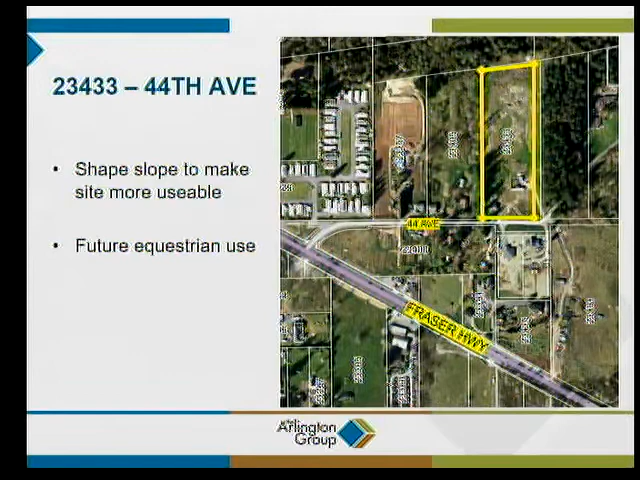 23433 – 44TH AVE
• Shape slope to make
site more useable
• Future equestrian use
44 AVE
FRASER HWY
the
Arlington
Group